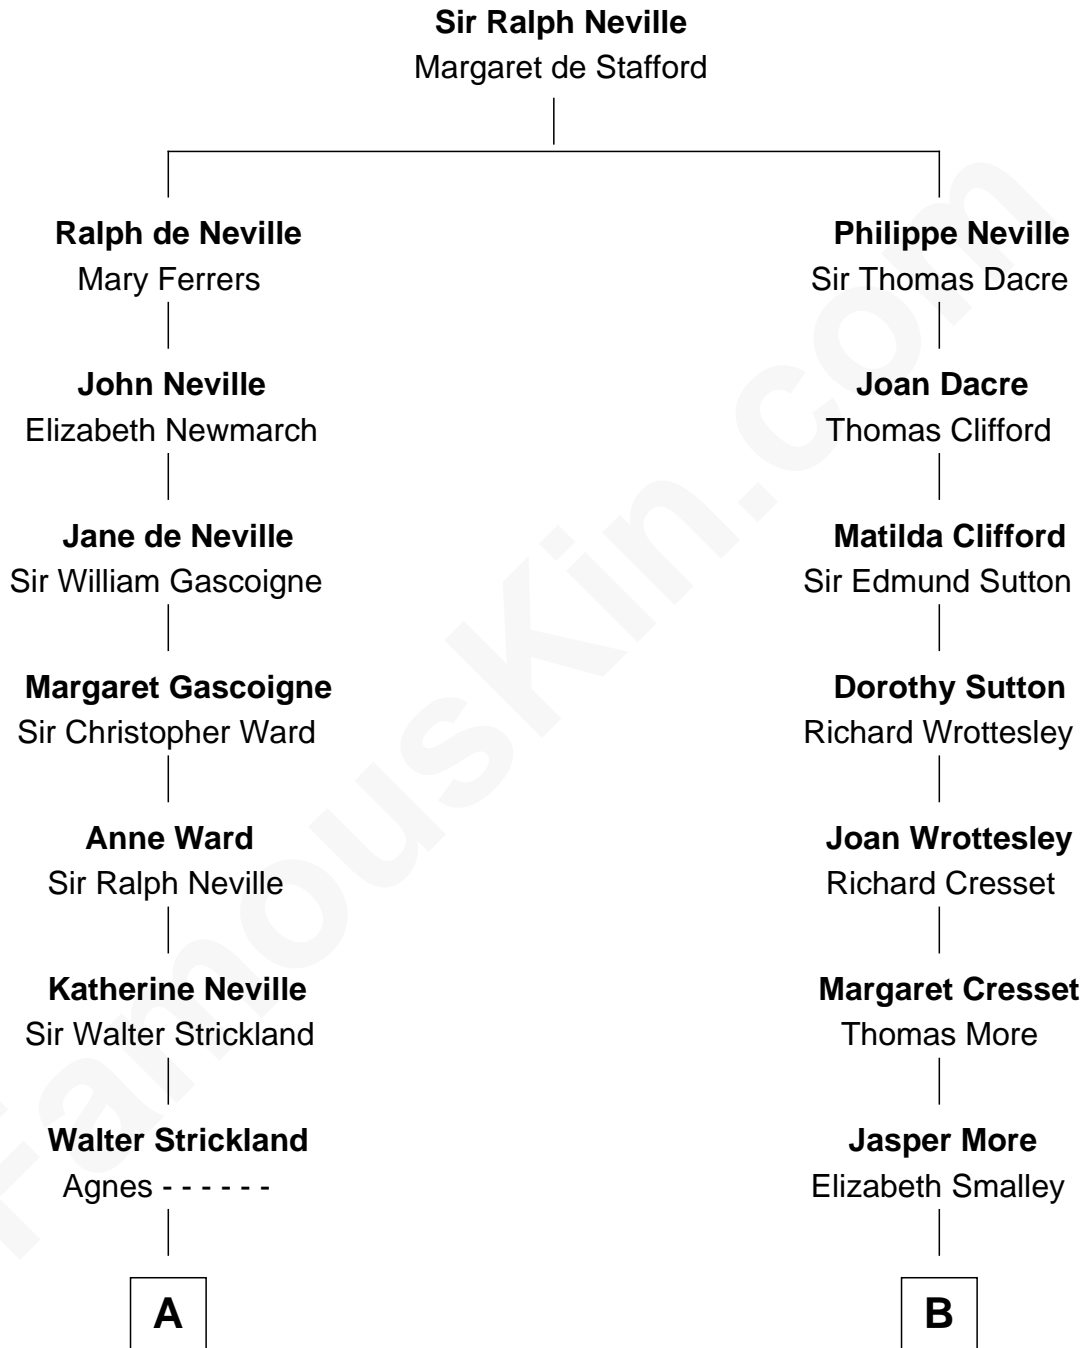 Sir Ralph Neville
Margaret de Stafford
Ralph de Neville
Mary Ferrers
Philippe Neville
Sir Thomas Dacre
John Neville
Elizabeth Newmarch
Joan Dacre
Thomas Clifford
Jane de Neville
Sir William Gascoigne
Matilda Clifford
Sir Edmund Sutton
Margaret Gascoigne
Sir Christopher Ward
Dorothy Sutton
Richard Wrottesley
Anne Ward
Sir Ralph Neville
Joan Wrottesley
Richard Cresset
Katherine Neville
Sir Walter Strickland
Margaret Cresset
Thomas More
Walter Strickland
Agnes - - - - - -
Jasper More
Elizabeth Smalley
A
B
FamousKin.com